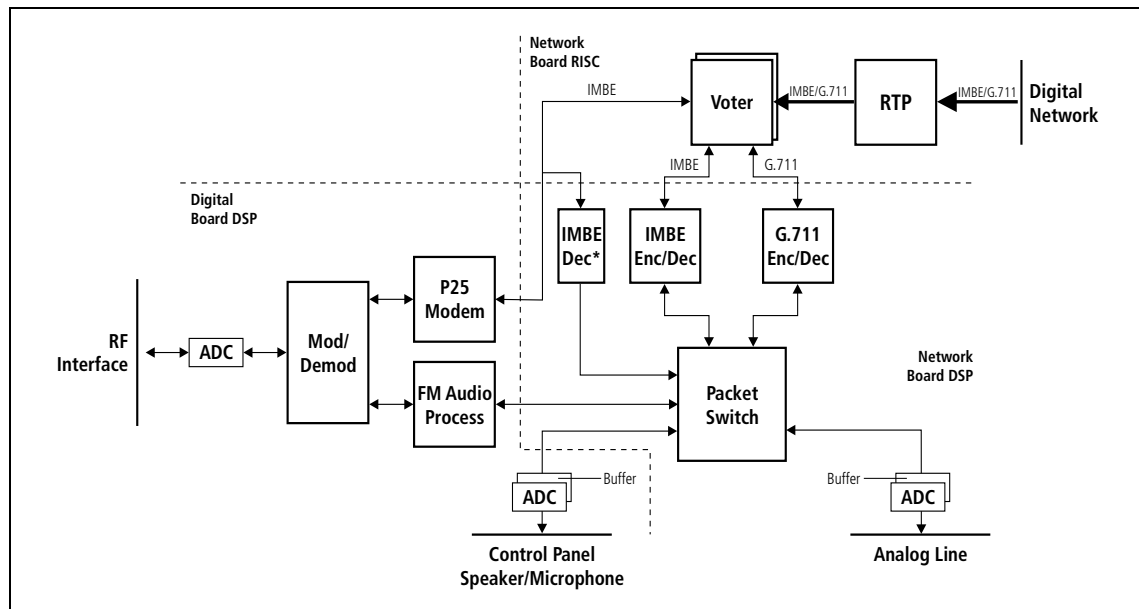 Network
Board RISC
IMBE
Voter
IMBE/G.711
RTP
IMBE/G.711
Digital
Network
IMBE
G.711
Digital
Board DSP
IMBE
Dec*
IMBE
Enc/Dec
G.711
Enc/Dec
P25
Modem
RF
Interface
ADC
Mod/
Demod
FM Audio
Process
Packet
Switch
Network
Board DSP
Buffer
ADC
Buffer
ADC
Control Panel
Speaker/Microphone
Analog Line